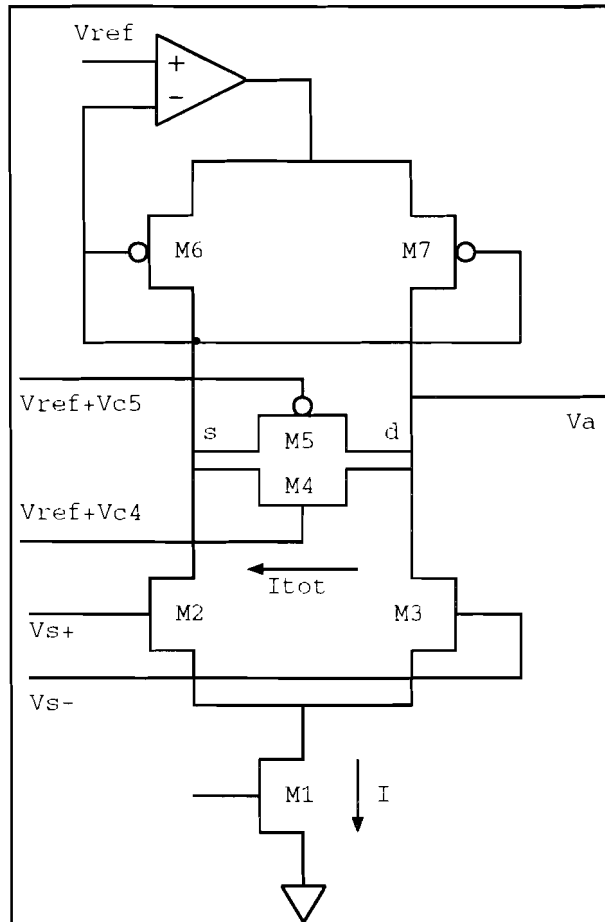 Vref
+
-
M6
M7
Vref+Vc5
Va
s
M5
d
M4
Vref+Vc4
Itot
M2
M3
Vs+
Vs-
M1
I